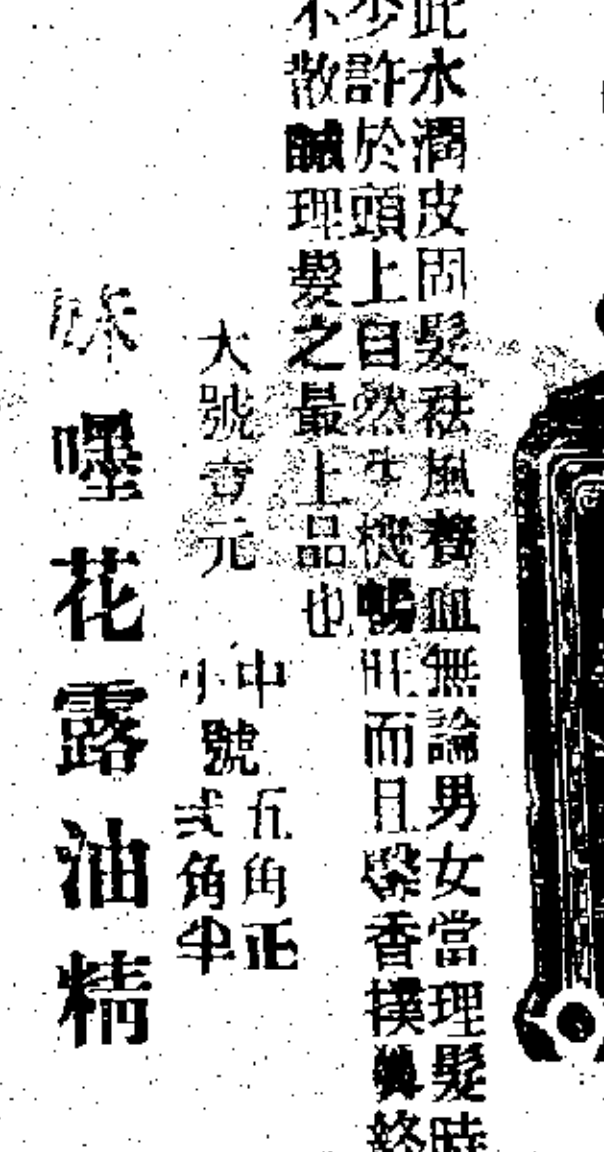 此水潤皮固髮祛風養血無論男女當理髮時
少許於頭上自然生機暢旺而且馨香撲鼻終
不散誠理髮之最上品也
大號壹元 中號五角正
小號弍角半
嚜花露油精